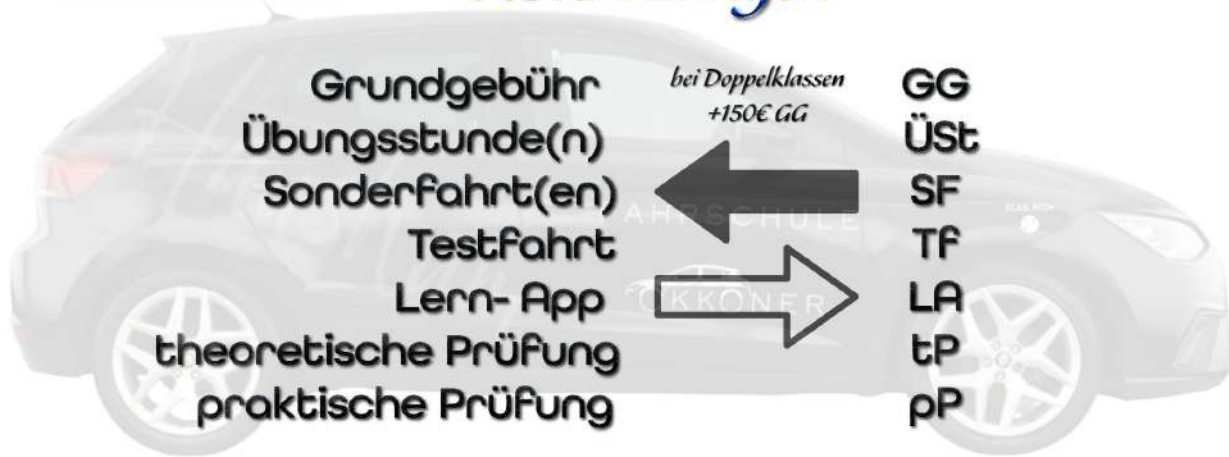 Grundgebühr bei Doppelklassen GG
+150€ GG
Übungsstunde(n) ÜSt
Sonderfahrt(en) SF
FAHRSCHULE
Testfahrt Tf
Lern- App LA
theoretische Prüfung tP
praktische Prüfung pP